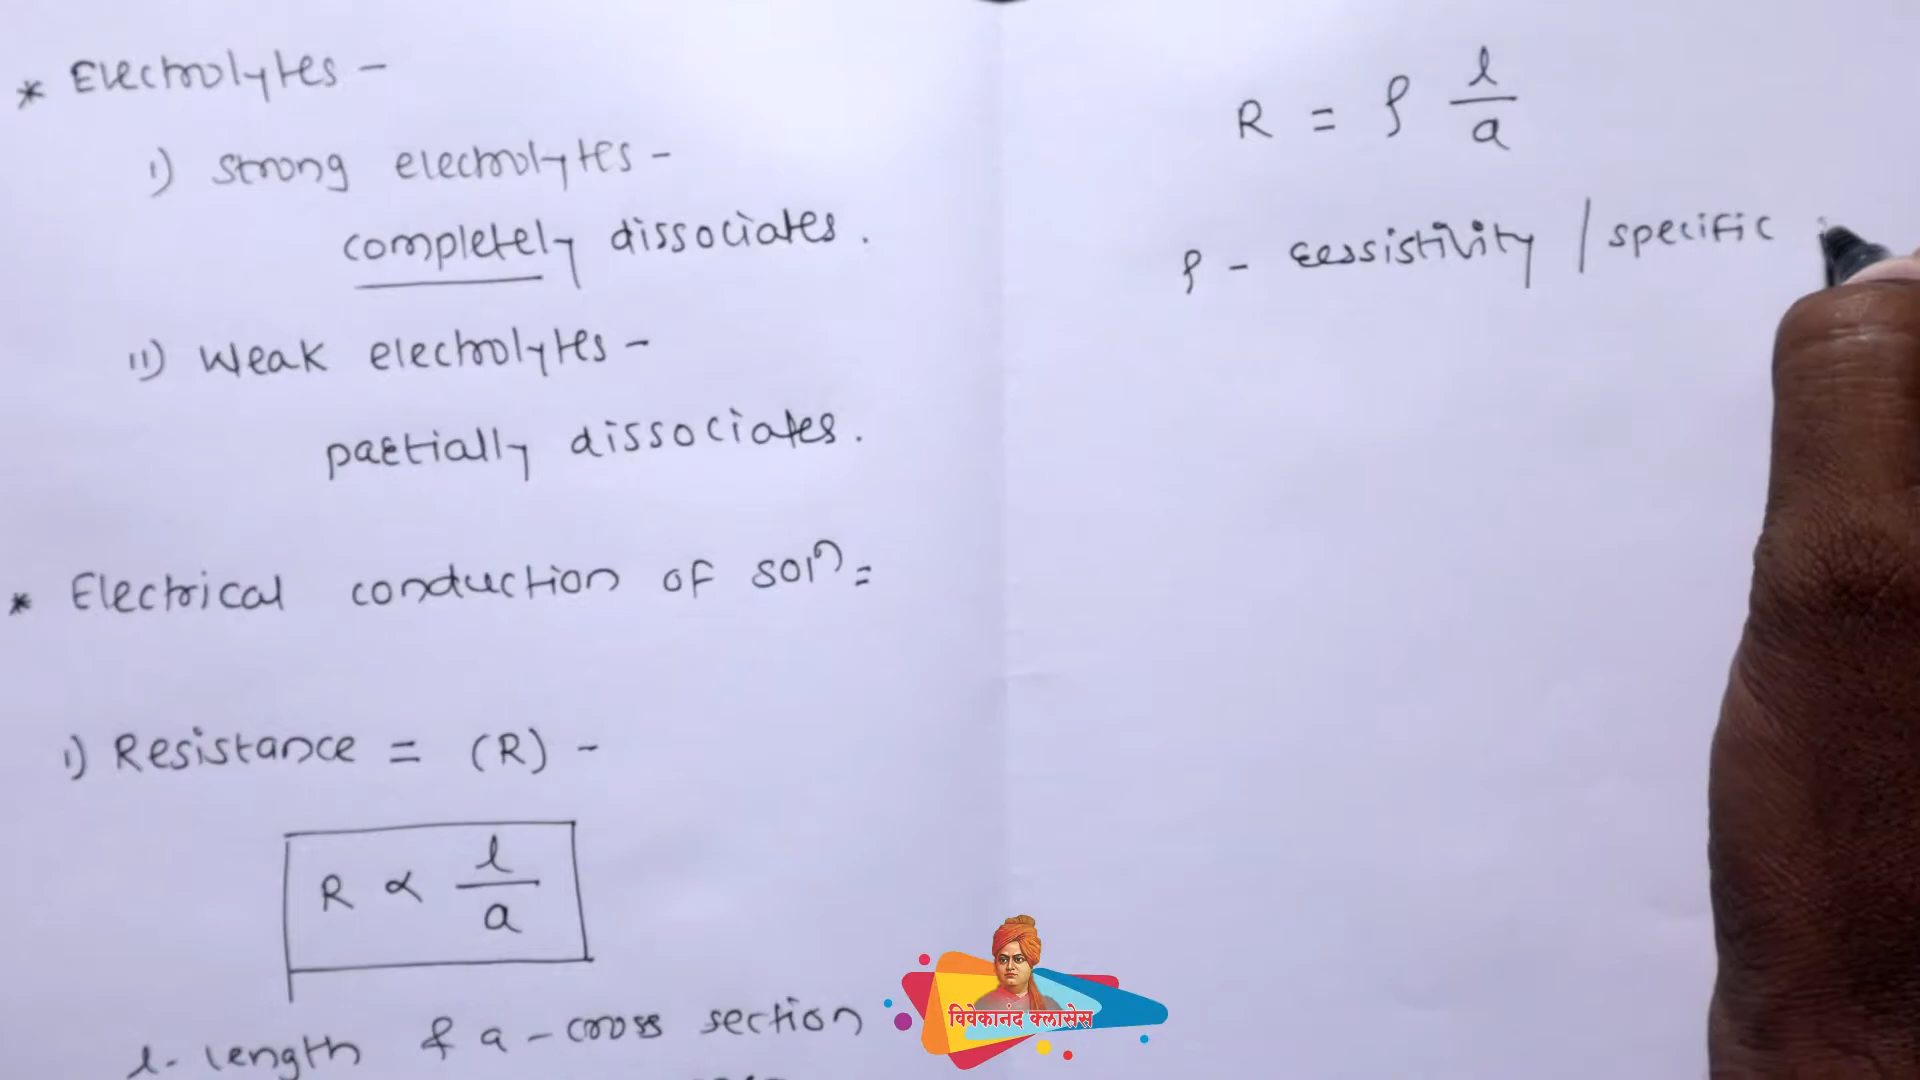 * Electrolytes -
i) strong electrolytes -
completely dissociates.
ii) Weak electrolytes -
partially dissociates.
* Electrical conduction of solⁿ =
i) Resistance = (R) -
R ∝ l/a
l - length & a - cross section
R = ρ l/a
ρ - ressistivity / specific
विवेकानंद क्लासेस